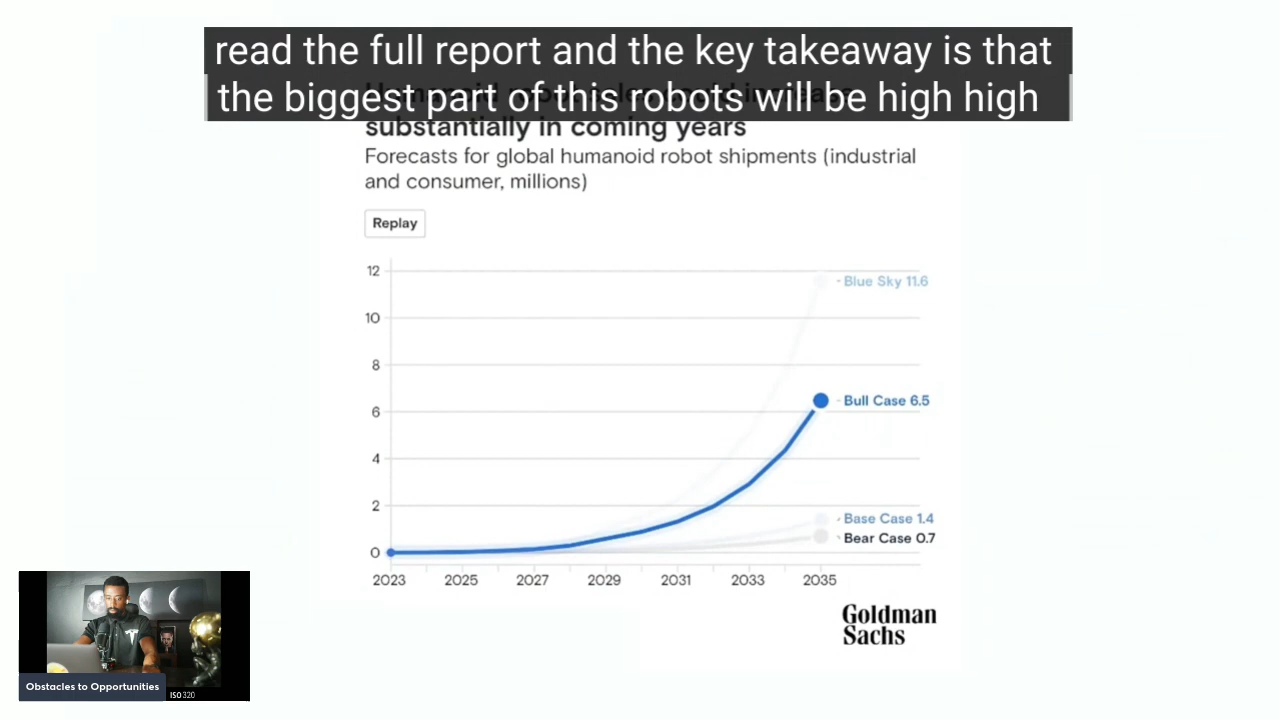 read the full report and the key takeaway is that
the biggest part of this robots will be high high
substantially in coming years
Forecasts for global humanoid robot shipments (industrial
and consumer, millions)
Replay
12
10
8
6
4
2
0
Blue Sky 11.6
Bull Case 6.5
Base Case 1.4
Bear Case 0.7
2023 2025 2027 2029 2031 2033 2035
Goldman
Sachs
Obstacles to Opportunities
ISO 320